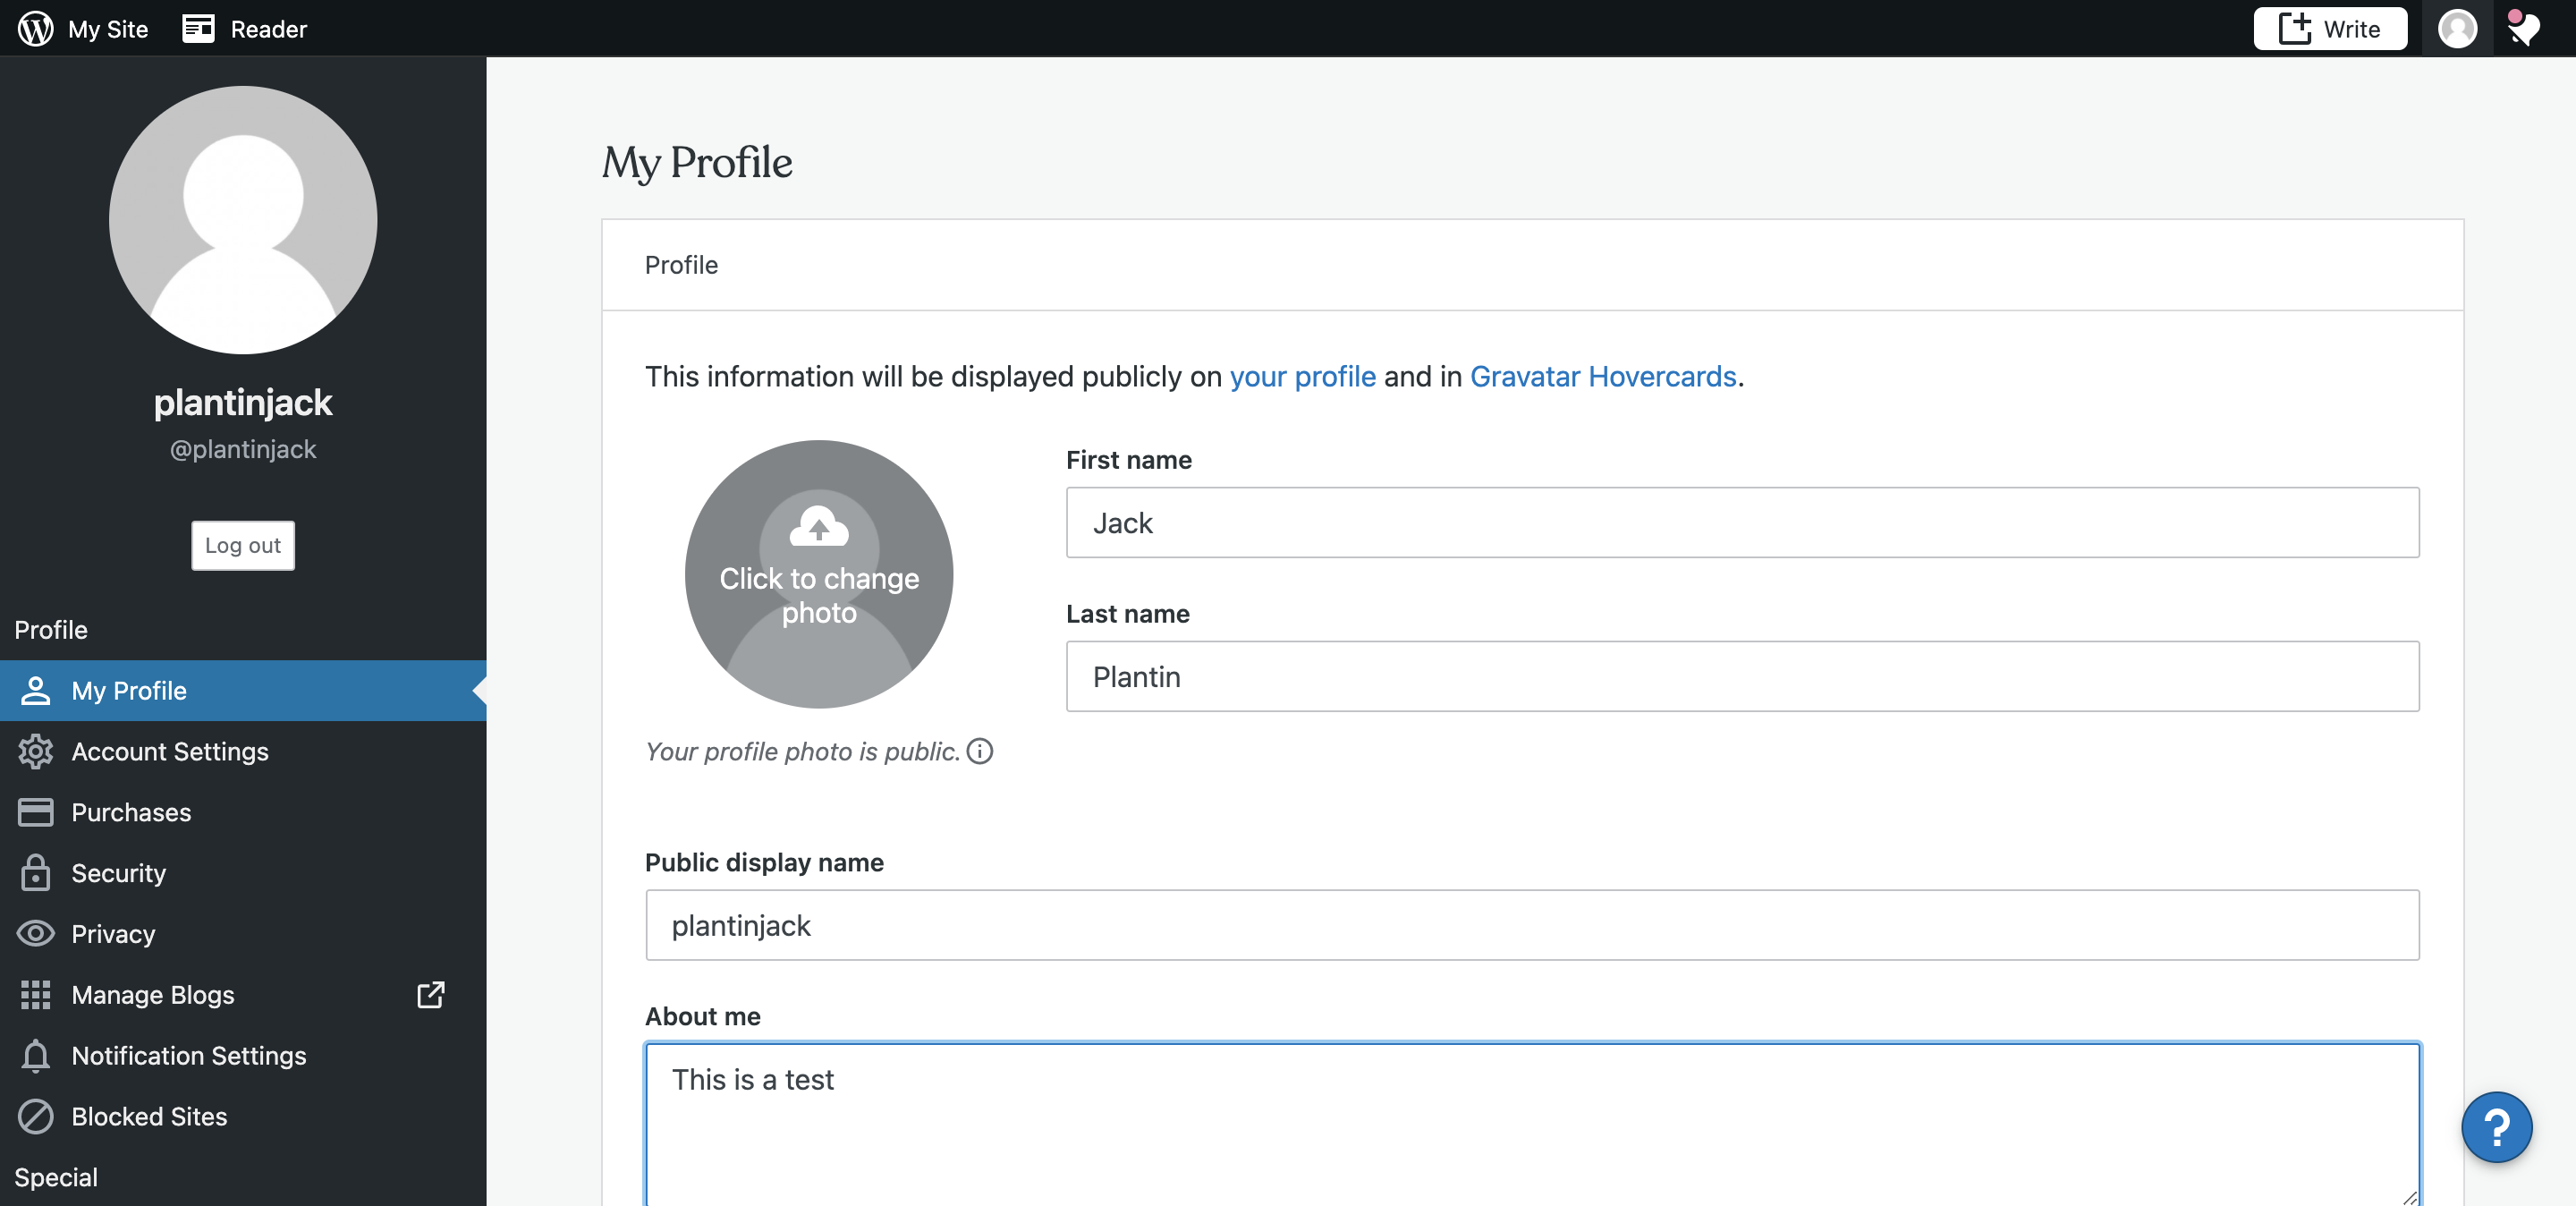 My Site
Reader
Write
plantinjack
@plantinjack
Log out
Profile
My Profile
Account Settings
Purchases
Security
Privacy
Manage Blogs
Notification Settings
Blocked Sites
Special
My Profile
Profile
This information will be displayed publicly on your profile and in Gravatar Hovercards.
Click to change
photo
Your profile photo is public.
First name
Jack
Last name
Plantin
Public display name
plantinjack
About me
This is a test
?